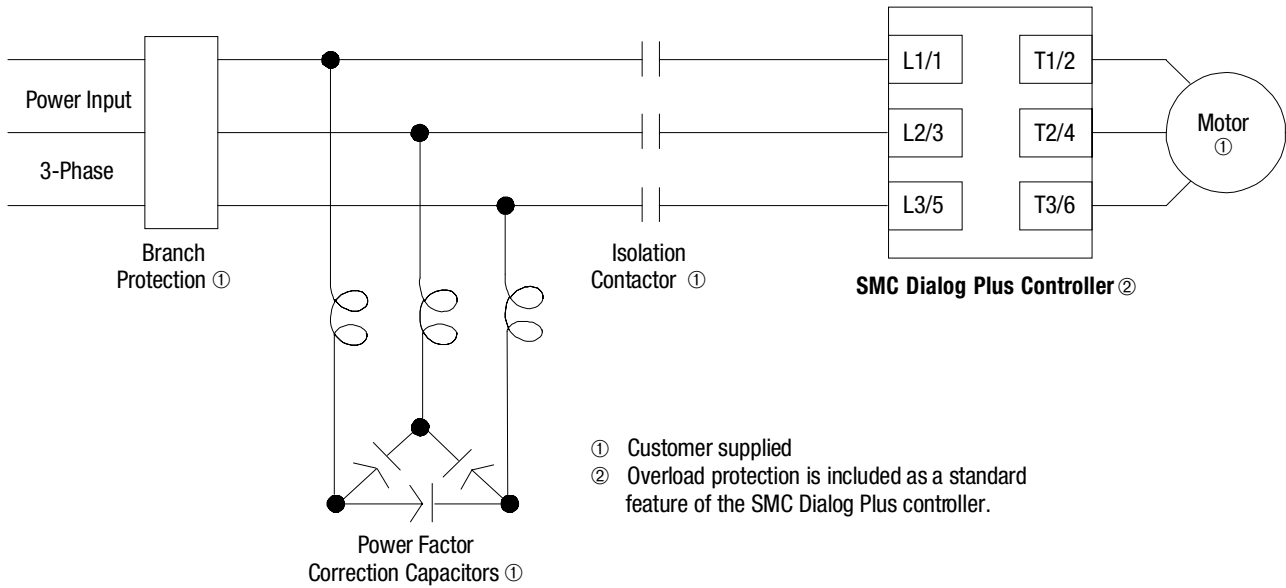 Power Input
3-Phase
Branch
Protection ①
Isolation
Contactor ①
L1/1
T1/2
L2/3
T2/4
L3/5
T3/6
Motor
①
SMC Dialog Plus Controller ②
Power Factor
Correction Capacitors ①
① Customer supplied
② Overload protection is included as a standard
feature of the SMC Dialog Plus controller.